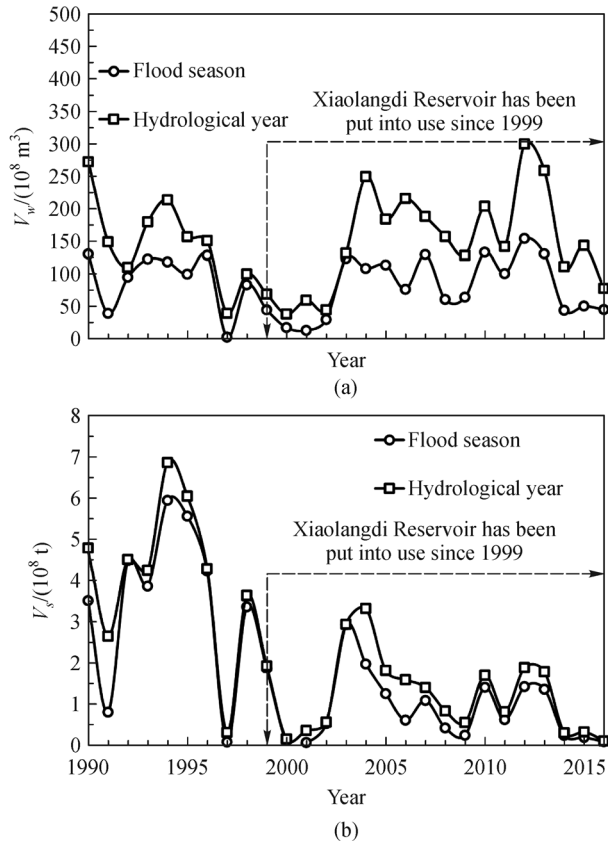 (a)
500
450
400
350
300
250
200
150
100
50
0
V_w/(10^8 m^3)
Flood season
Hydrological year
Xiaolangdi Reservoir has been
put into use since 1999
Year
(a)
8
7
6
5
4
3
2
1
0
V_s/(10^8 t)
Flood season
Hydrological year
Xiaolangdi Reservoir has been
put into use since 1999
1990 1995 2000 2005 2010 2015
Year
(b)